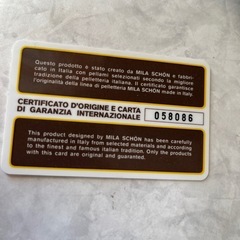 Questo prodotto è stato creato da MILA SCHÖN e fabbri-
cato in Italia con pellami selezionati secondo la migliore
tradizione della pelletteria italiana. Il certificato garantisce
l'originalità della linea di pelletteria MILA SCHÖN made in Italy.
CERTIFICATO D'ORIGINE E CARTA
DI GARANZIA INTERNAZIONALE 058086
This product designed by MILA SCHÖN has been carefully
manufactured in Italy from selected materials and according
to the finest and famous italian tradition. Only the products
with this card are original and guaranted.